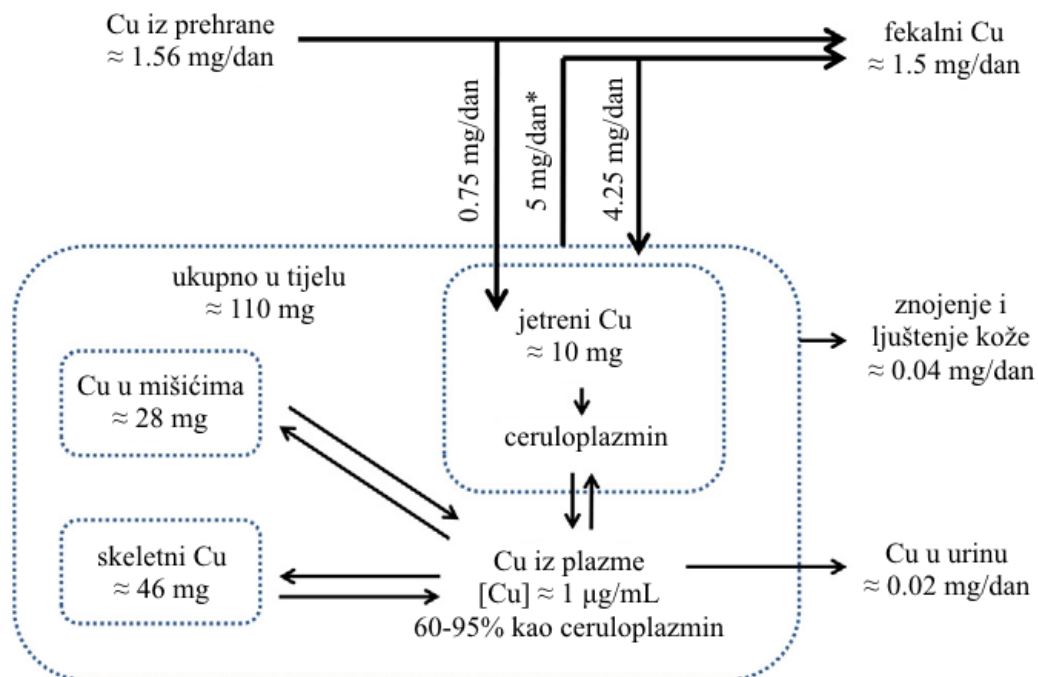 Cu iz prehrane
≈ 1.56 mg/dan
fekalni Cu
≈ 1.5 mg/dan
0.75 mg/dan
5 mg/dan*
4.25 mg/dan
ukupno u tijelu
≈ 110 mg
jetreni Cu
≈ 10 mg
ceruloplazmin
znojenje i
ljuštenje kože
≈ 0.04 mg/dan
Cu u mišićima
≈ 28 mg
skeletni Cu
≈ 46 mg
Cu iz plazme
[Cu] ≈ 1 µg/mL
60-95% kao ceruloplazmin
Cu u urinu
≈ 0.02 mg/dan